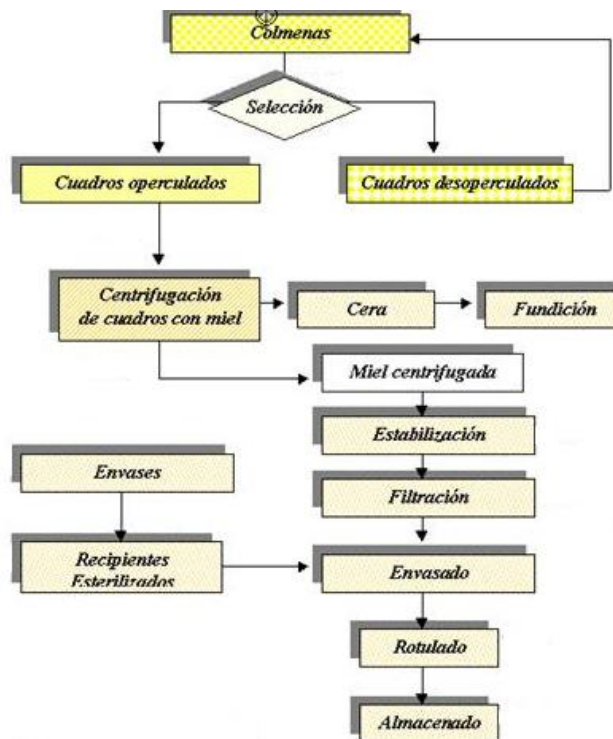 Colmenas
Selección
Cuadros operculados
Cuadros desoperculados
Centrifugación
de cuadros con miel
Cera
Fundición
Miel centrifugada
Estabilización
Envases
Filtración
Recipientes
Esterilizados
Envasado
Rotulado
Almacenado